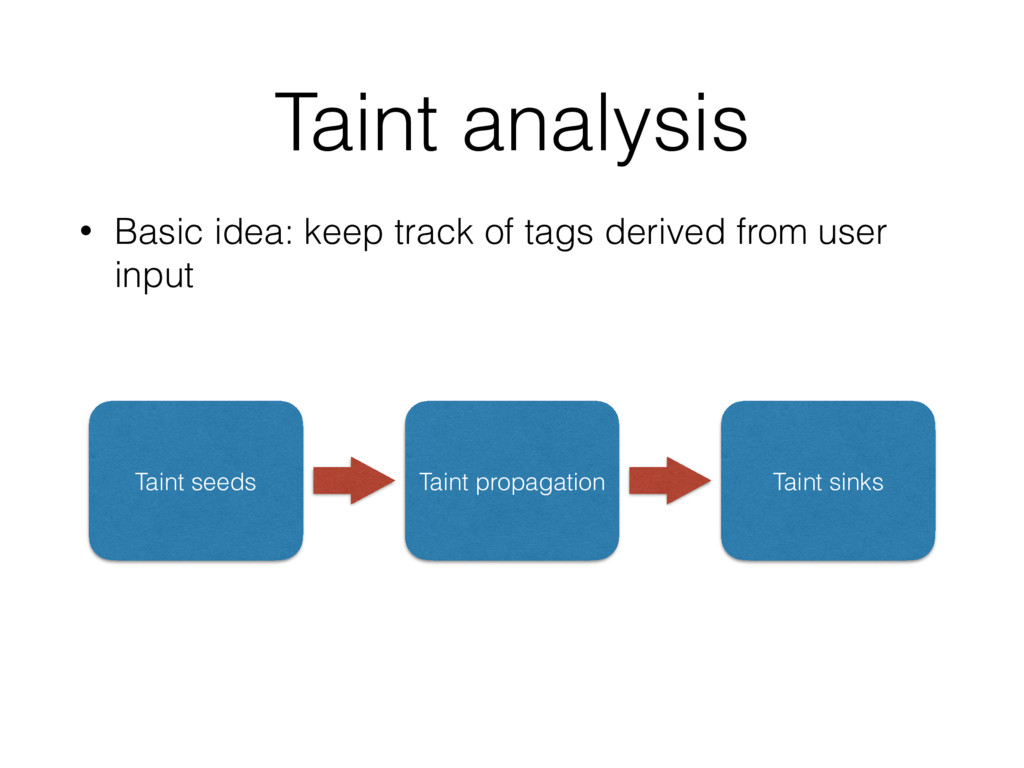 Taint analysis
• Basic idea: keep track of tags derived from user
input
Taint seeds
Taint propagation
Taint sinks